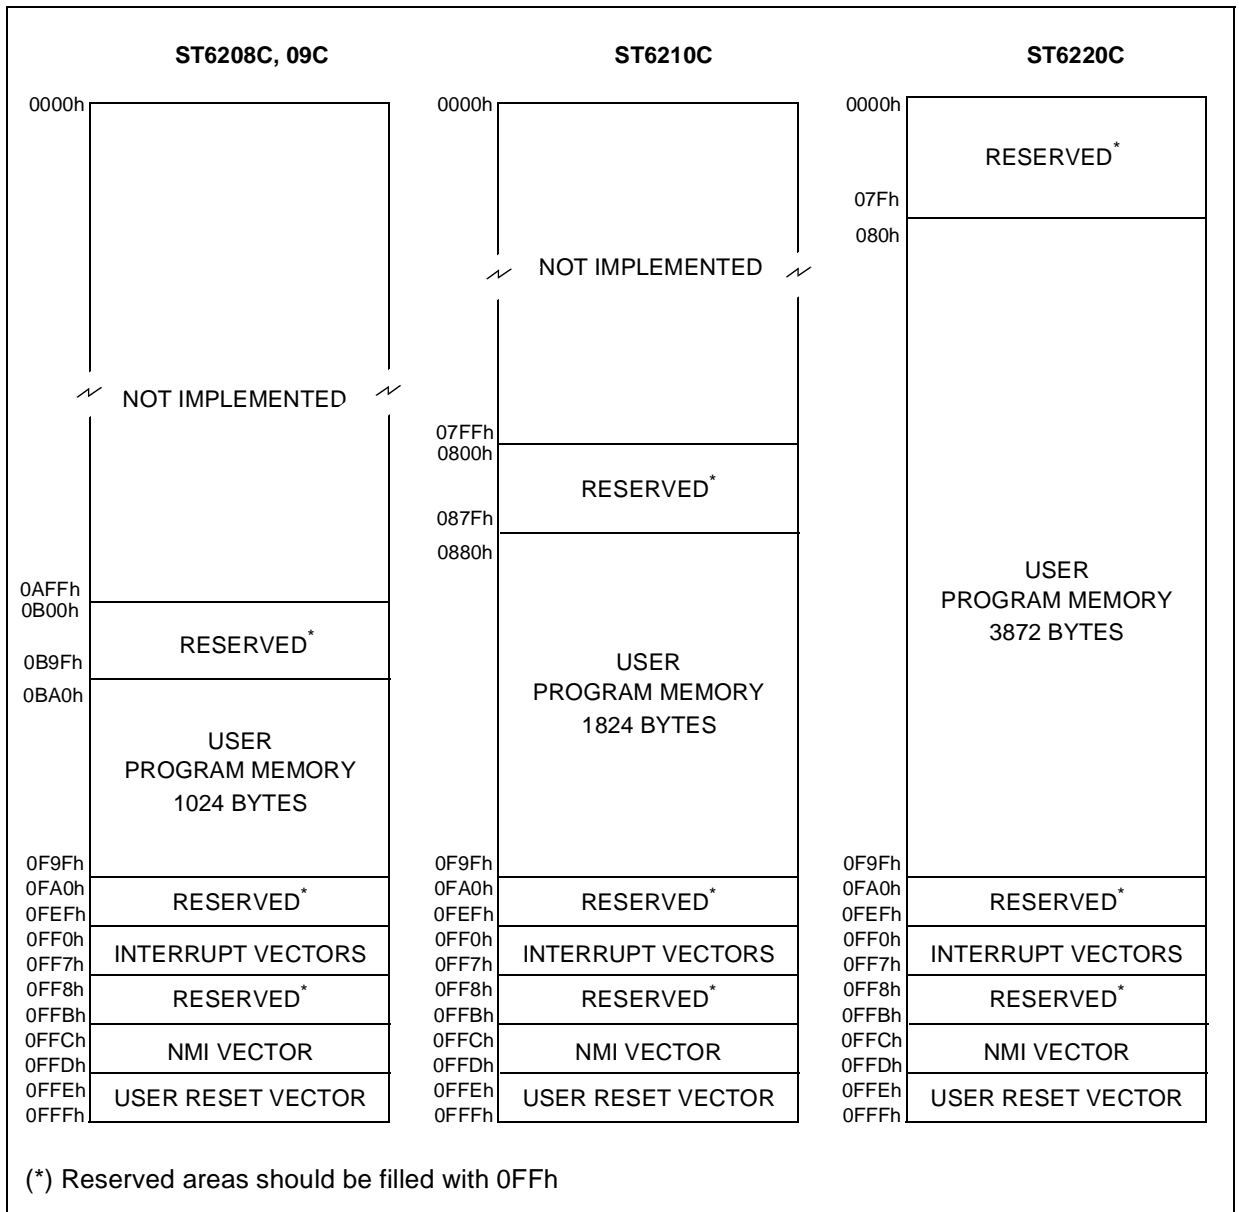 ST6208C, 09C
0000h
NOT IMPLEMENTED
0AFFh
0B00h
RESERVED*
0B9Fh
0BA0h
USER
PROGRAM MEMORY
1024 BYTES
0F9Fh
0FA0h
RESERVED*
0FEFh
0FF0h
INTERRUPT VECTORS
0FF7h
0FF8h
RESERVED*
0FFBh
0FFCh
NMI VECTOR
0FFDh
0FFEh
USER RESET VECTOR
0FFFh
ST6210C
0000h
NOT IMPLEMENTED
07FFh
0800h
RESERVED*
087Fh
0880h
USER
PROGRAM MEMORY
1824 BYTES
0F9Fh
0FA0h
RESERVED*
0FEFh
0FF0h
INTERRUPT VECTORS
0FF7h
0FF8h
RESERVED*
0FFBh
0FFCh
NMI VECTOR
0FFDh
0FFEh
USER RESET VECTOR
0FFFh
ST6220C
0000h
RESERVED*
07Fh
080h
USER
PROGRAM MEMORY
3872 BYTES
0F9Fh
0FA0h
RESERVED*
0FEFh
0FF0h
INTERRUPT VECTORS
0FF7h
0FF8h
RESERVED*
0FFBh
0FFCh
NMI VECTOR
0FFDh
0FFEh
USER RESET VECTOR
0FFFh
(*) Reserved areas should be filled with 0FFh